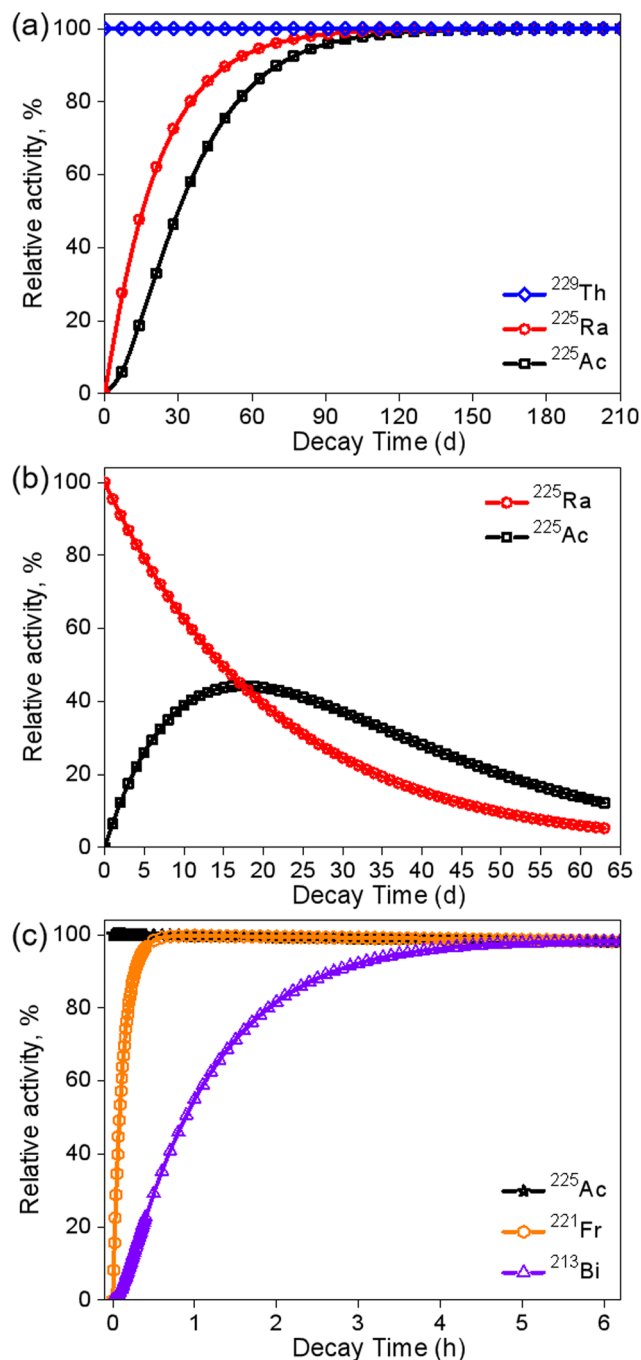 (a)
Relative activity, %
100
80
60
40
20
0
229Th
225Ra
225Ac
0 30 60 90 120 150 180 210
Decay Time (d)
(b)
Relative activity, %
100
80
60
40
20
0
225Ra
225Ac
0 5 10 15 20 25 30 35 40 45 50 55 60 65
Decay Time (d)
(c)
Relative activity, %
100
80
60
40
20
0
225Ac
221Fr
213Bi
0 1 2 3 4 5 6
Decay Time (h)